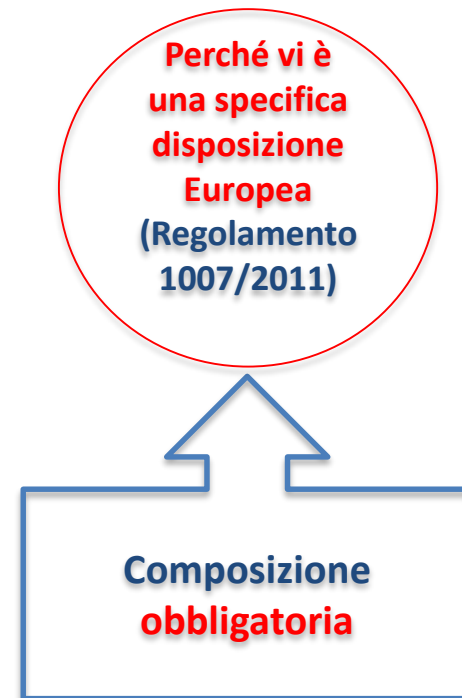 Perché vi è
una specifica
disposizione
Europea
(Regolamento
1007/2011)
Composizione
obbligatoria